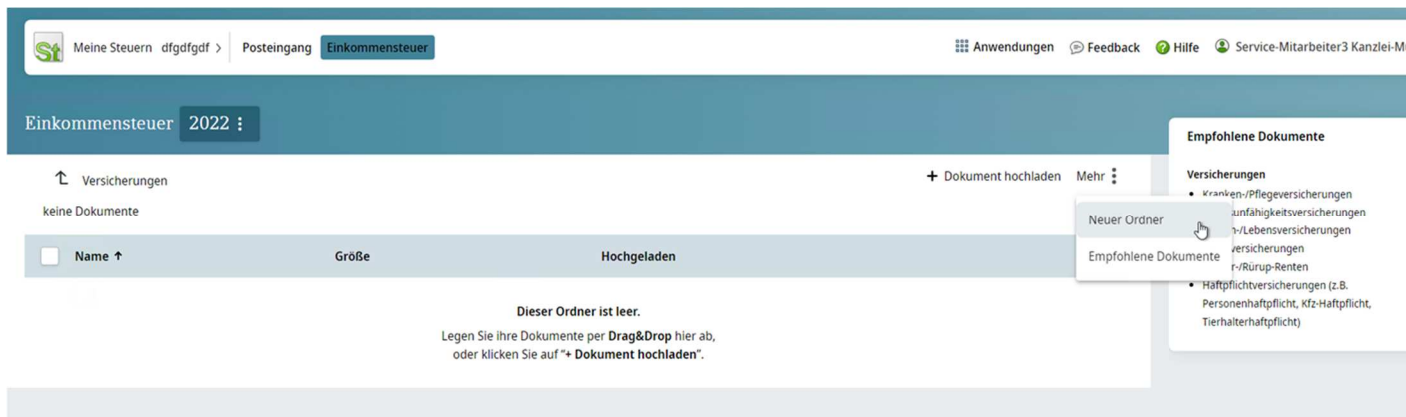 St Meine Steuern dfgdfgdf > Posteingang Einkommensteuer Anwendungen Feedback ? Hilfe Service-Mitarbeiter3
Einkommensteuer 2022
Versicherungen + Dokument hochladen Mehr
keine Dokumente
Neuer Ordner
Empfohlene Dokumente
Name ↑ Größe Hochgeladen
Dieser Ordner ist leer.
Legen Sie ihre Dokumente per Drag&Drop hier ab,
oder klicken Sie auf "+ Dokument hochladen".
Empfohlene Dokumente
Versicherungen
• Kranken-/Pflegeversicherungen
unfähigkeitsversicherungen
-/Lebensversicherungen
versicherungen
-/Rürup-Renten
• Haftpflichtversicherungen (z.B.
Personenhaftpflicht, Kfz-Haftpflicht,
Tierhalterhaftpflicht)